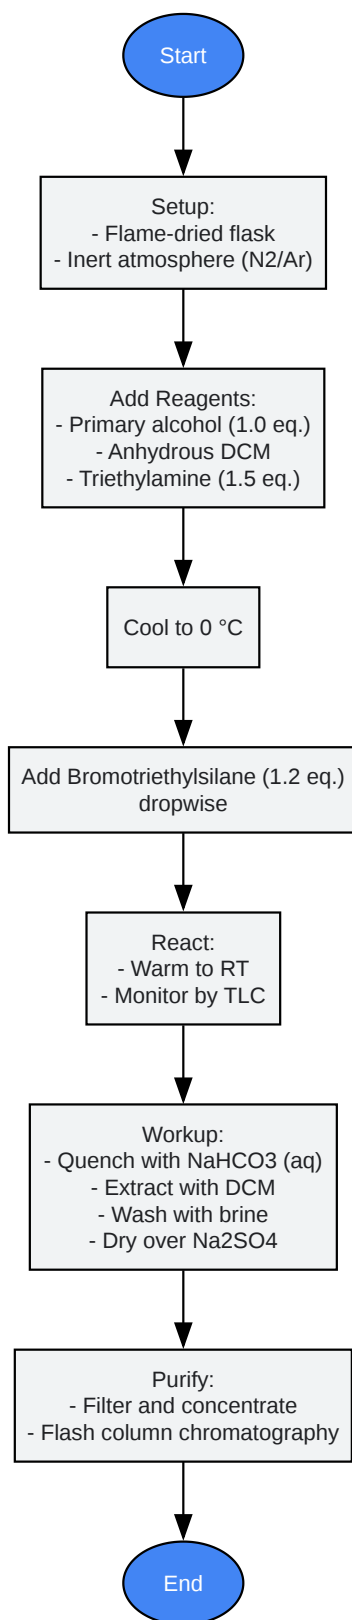 Start
Setup:
- Flame-dried flask
- Inert atmosphere (N2/Ar)
Add Reagents:
- Primary alcohol (1.0 eq.)
- Anhydrous DCM
- Triethylamine (1.5 eq.)
Cool to 0 °C
Add Bromotriethylsilane (1.2 eq.)
dropwise
React:
- Warm to RT
- Monitor by TLC
Workup:
- Quench with NaHCO3 (aq)
- Extract with DCM
- Wash with brine
- Dry over Na2SO4
Purify:
- Filter and concentrate
- Flash column chromatography
End